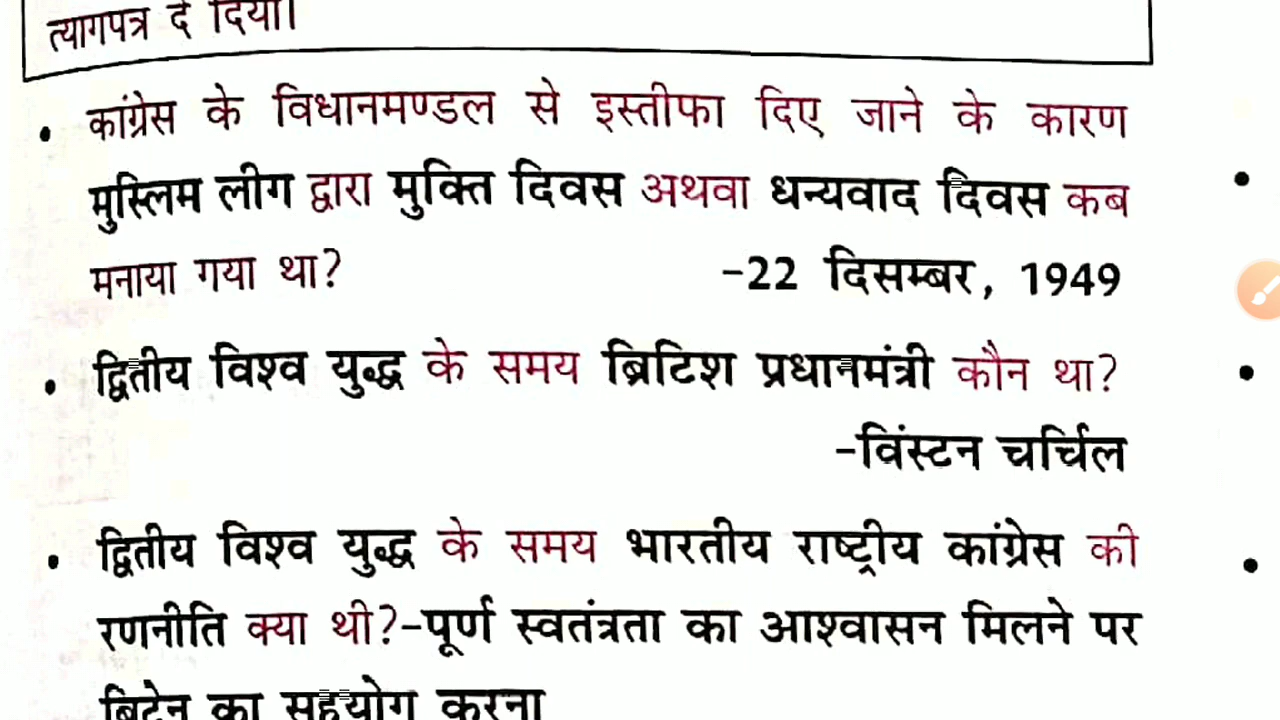 त्यागपत्र दे दिया।
कांग्रेस के विधानमण्डल से इस्तीफा दिए जाने के कारण
मुस्लिम लीग द्वारा मुक्ति दिवस अथवा धन्यवाद दिवस कब
मनाया गया था? -22 दिसम्बर, 1949
द्वितीय विश्व युद्ध के समय ब्रिटिश प्रधानमंत्री कौन था?
-विंस्टन चर्चिल
द्वितीय विश्व युद्ध के समय भारतीय राष्ट्रीय कांग्रेस की
रणनीति क्या थी?-पूर्ण स्वतंत्रता का आश्वासन मिलने पर
ब्रिटेन का सहयोग करना